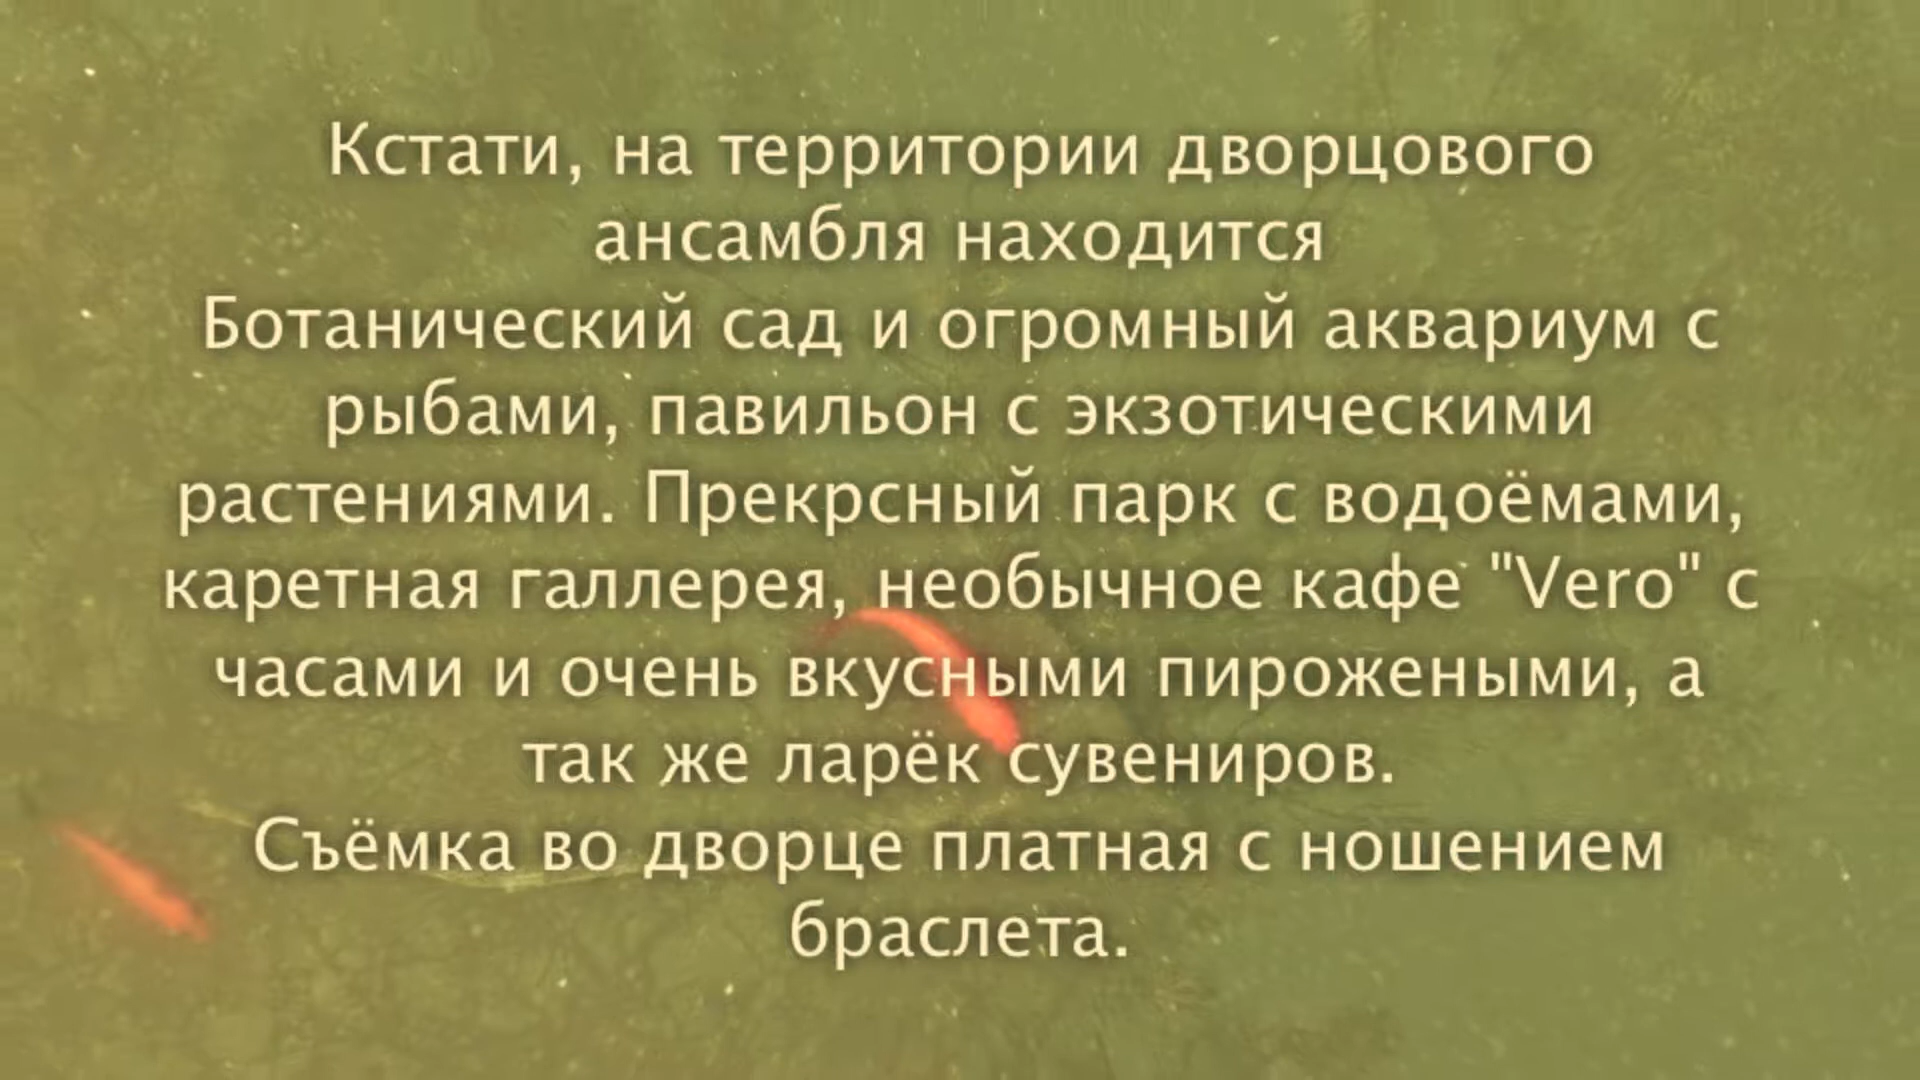 Кстати, на территории дворцового
ансамбля находится
Ботанический сад и огромный аквариум с
рыбами, павильон с экзотическими
растениями. Прекрсный парк с водоёмами,
каретная галлерея, необычное кафе "Vero" с
часами и очень вкусными пирожеными, а
так же ларёк сувениров.
Съёмка во дворце платная с ношением
браслета.